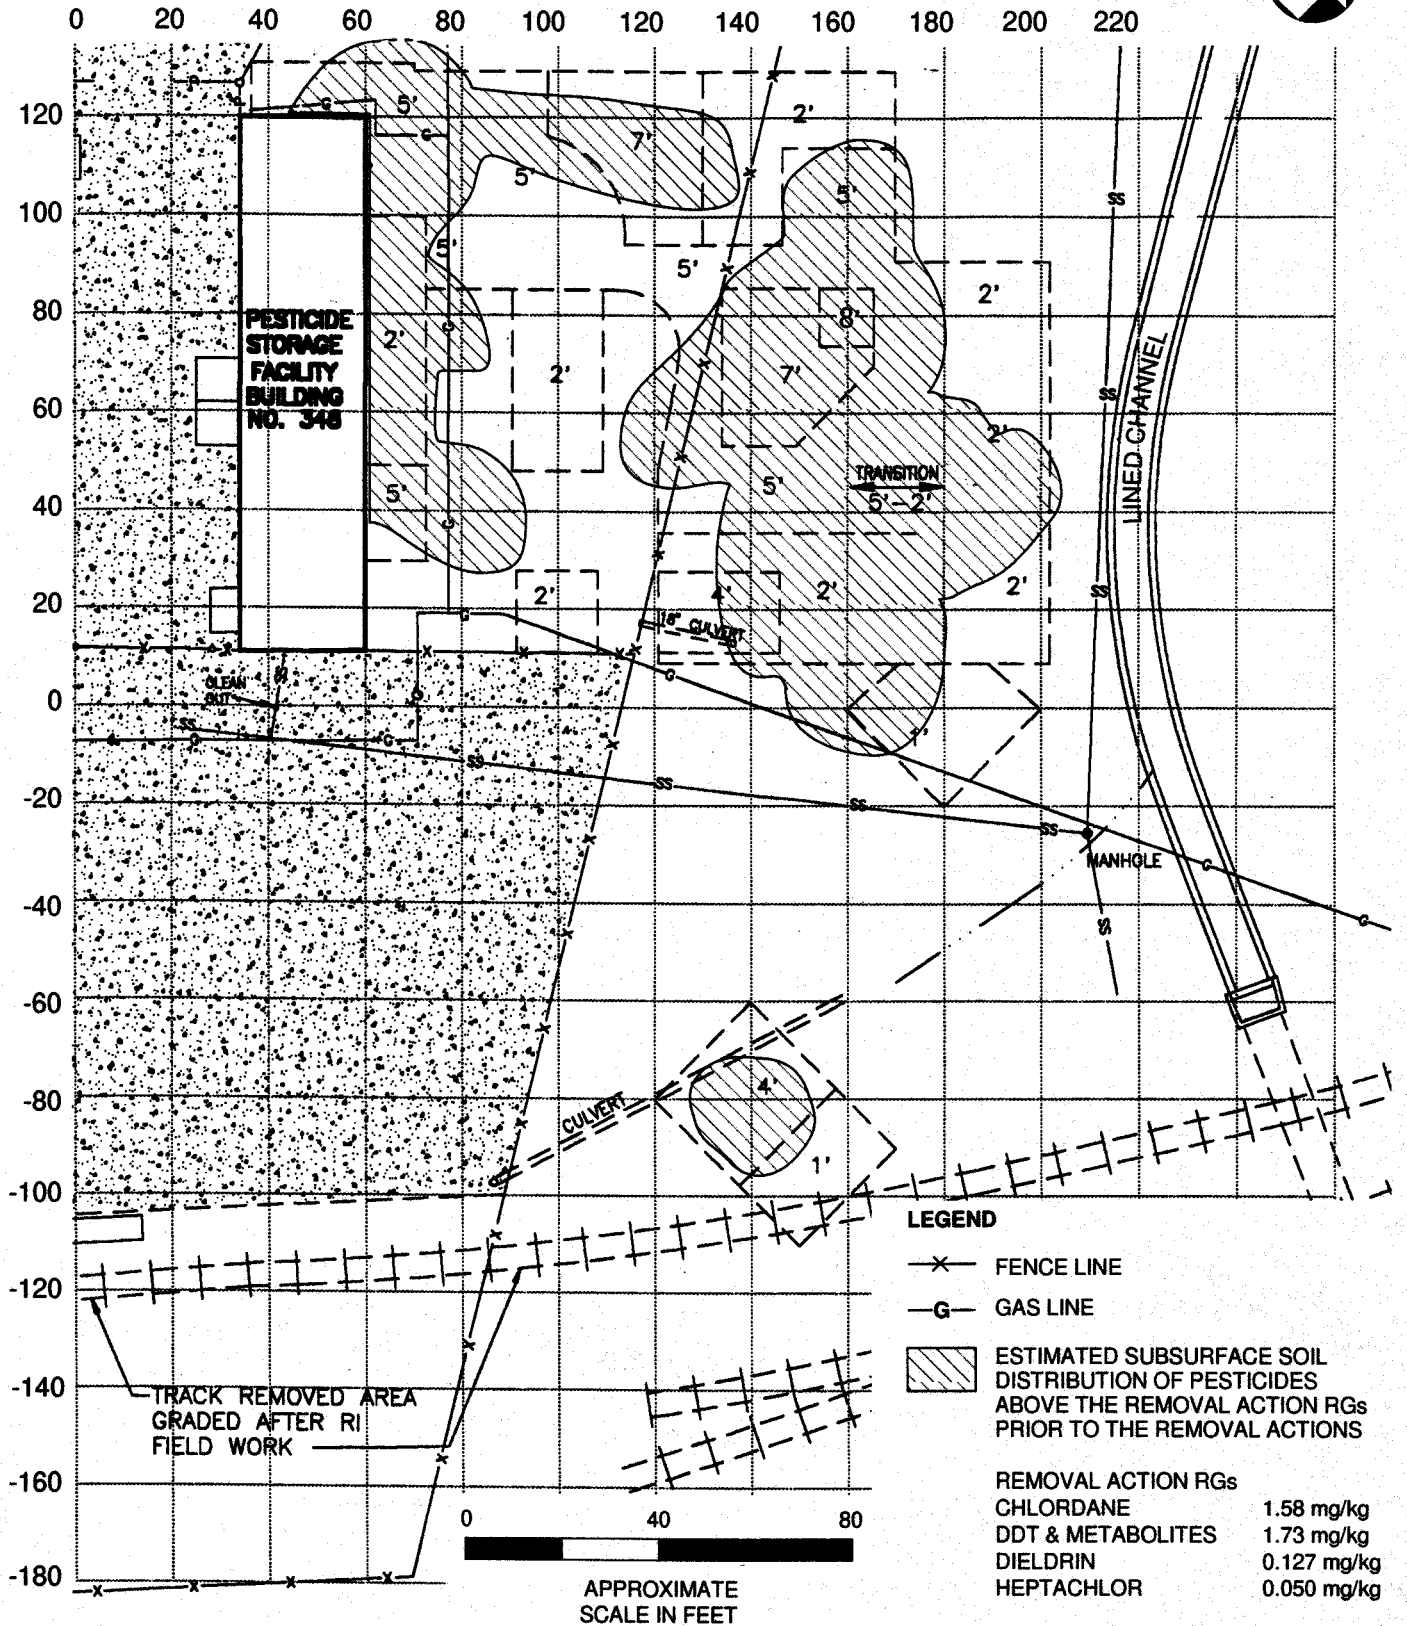 0 20 40 60 80 100 120 140 160 180 200 220
120
100
80
60
40
20
0
-20
-40
-60
-80
-100
-120
-140
-160
-180
5'
7'
2'
5'
5'
5'
5'
2'
8'
PESTICIDE
STORAGE
FACILITY
BUILDING
NO. 348
2'
2'
7'
2'
5'
5'
TRANSITION
5'-2'
2'
4'
2'
2'
18" CULVERT
LINED CHANNEL
CLEAN
OUT
1'
MANHOLE
CULVERT
4'
1'
G
G
G
G
G
G
G
G
G
G
SS
SS
SS
SS
SS
SS
SS
SS
SS
TRACK REMOVED AREA
GRADED AFTER RI
FIELD WORK
LEGEND
FENCE LINE
G GAS LINE
ESTIMATED SUBSURFACE SOIL
DISTRIBUTION OF PESTICIDES
ABOVE THE REMOVAL ACTION RGs
PRIOR TO THE REMOVAL ACTIONS
REMOVAL ACTION RGs
CHLORDANE 1.58 mg/kg
DDT & METABOLITES 1.73 mg/kg
DIELDRIN 0.127 mg/kg
HEPTACHLOR 0.050 mg/kg
0 40 80
APPROXIMATE
SCALE IN FEET